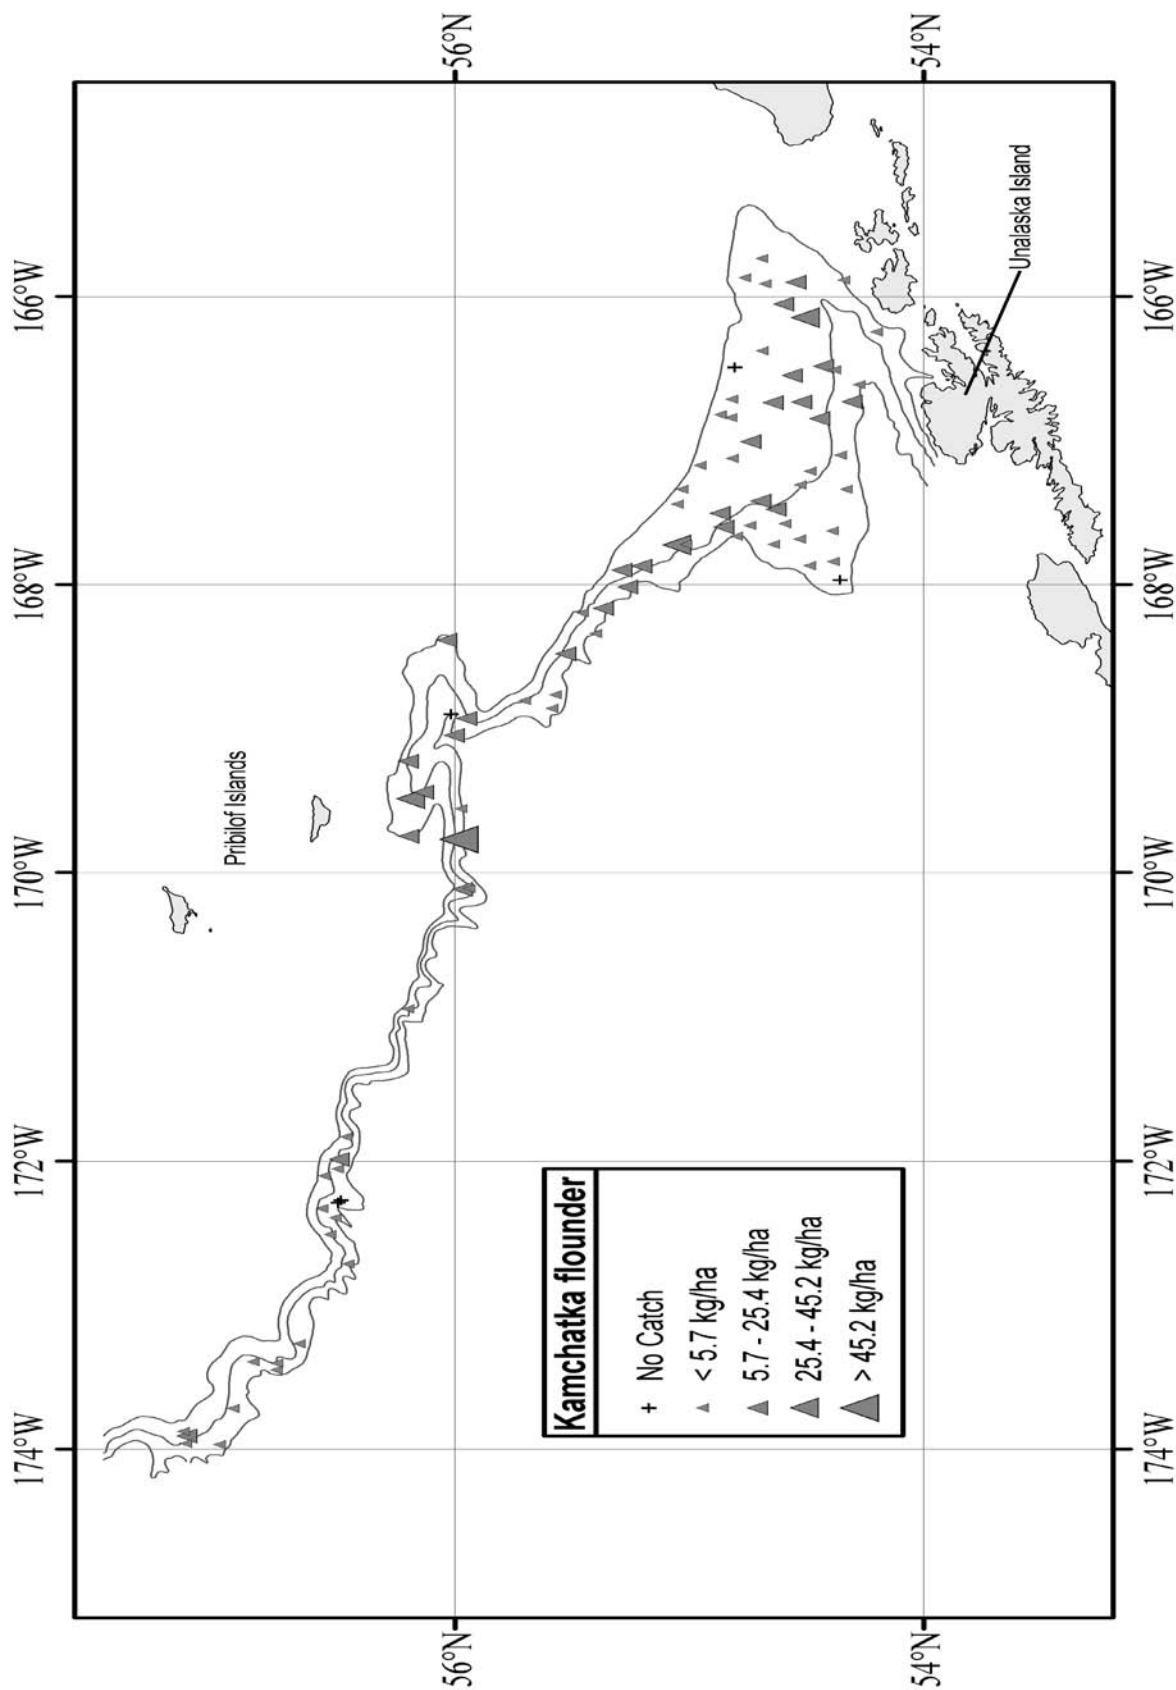 174°W
172°W
170°W
168°W
166°W
56°N
56°N
54°N
54°N
Pribilof Islands
Unalaska Island
Kamchatka flounder
No Catch
< 5.7 kg/ha
5.7 - 25.4 kg/ha
25.4 - 45.2 kg/ha
> 45.2 kg/ha
174°W
172°W
170°W
168°W
166°W